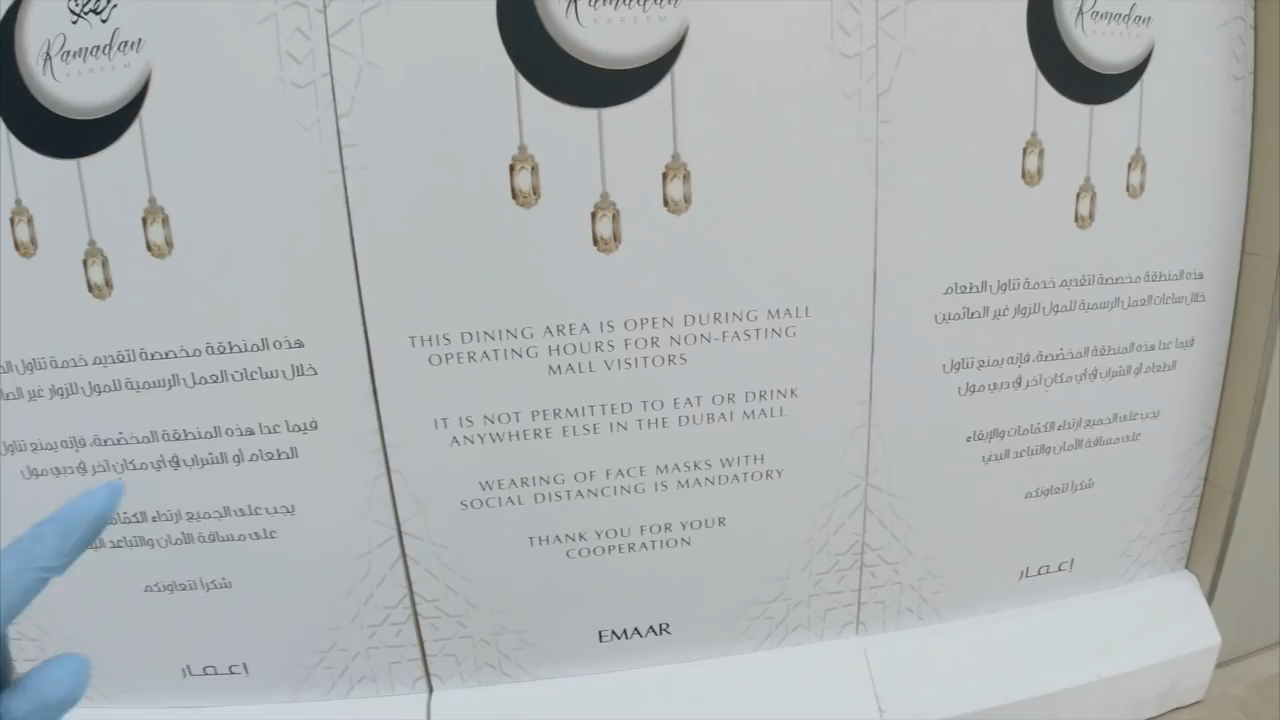 رمضان
Ramadan
KAREEM
هذه المنطقة مخصصة لتقديم خدمة تناول
خلال ساعات العمل الرسمية للمول للزوار غير
فيما عدا هذه المنطقة المخصّصة، فإنه يمنع تناول
الطعام أو الشراب في أي مكان آخر في دبي مول
يجب على الجميع ارتداء
على مسافة الأمان والتباعد
شكراً لتعاونكم
إعمار
Ramadan
KAREEM
THIS DINING AREA IS OPEN DURING MALL
OPERATING HOURS FOR NON-FASTING
MALL VISITORS
IT IS NOT PERMITTED TO EAT OR DRINK
ANYWHERE ELSE IN THE DUBAI MALL
WEARING OF FACE MASKS WITH
SOCIAL DISTANCING IS MANDATORY
THANK YOU FOR YOUR
COOPERATION
EMAAR
Ramadan
KAREEM
هذه المنطقة مخصصة لتقديم خدمة تناول الطعام
خلال ساعات العمل الرسمية للمول للزوار غير الصائمين
فيما عدا هذه المنطقة المخصّصة، فإنه يمنع تناول
الطعام أو الشراب في أي مكان آخر في دبي مول
يجب على الجميع ارتداء الكمّامات والإبقاء
على مسافة الأمان والتباعد البدني
شكراً لتعاونكم
إعمار